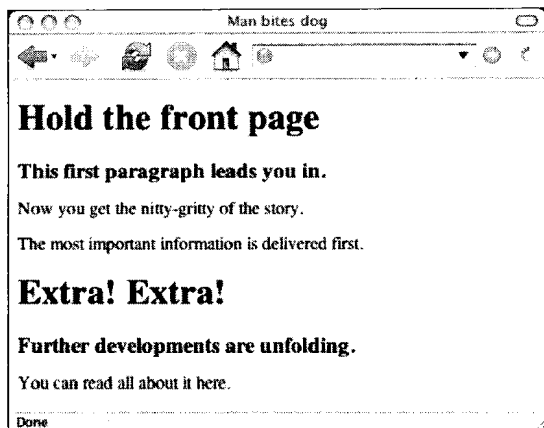 Man bites dog
Hold the front page
This first paragraph leads you in.
Now you get the nitty-gritty of the story.
The most important information is delivered first.
Extra! Extra!
Further developments are unfolding.
You can read all about it here.
Done